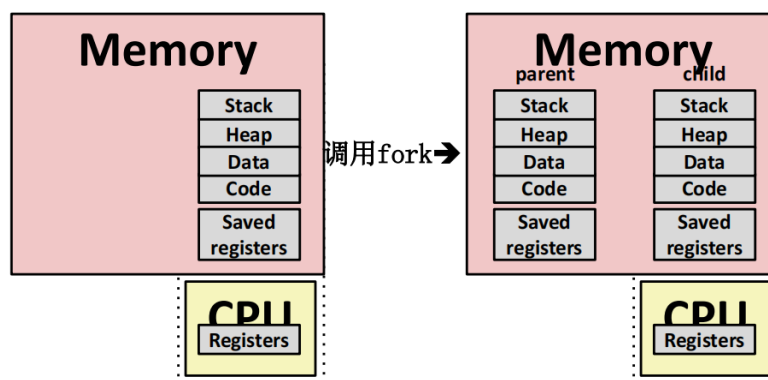 Memory
Stack
Heap
Data
Code
Saved
registers
CPU
Registers
调用fork➔
Memory
parent
child
Stack
Heap
Data
Code
Saved
registers
Stack
Heap
Data
Code
Saved
registers
CPU
Registers